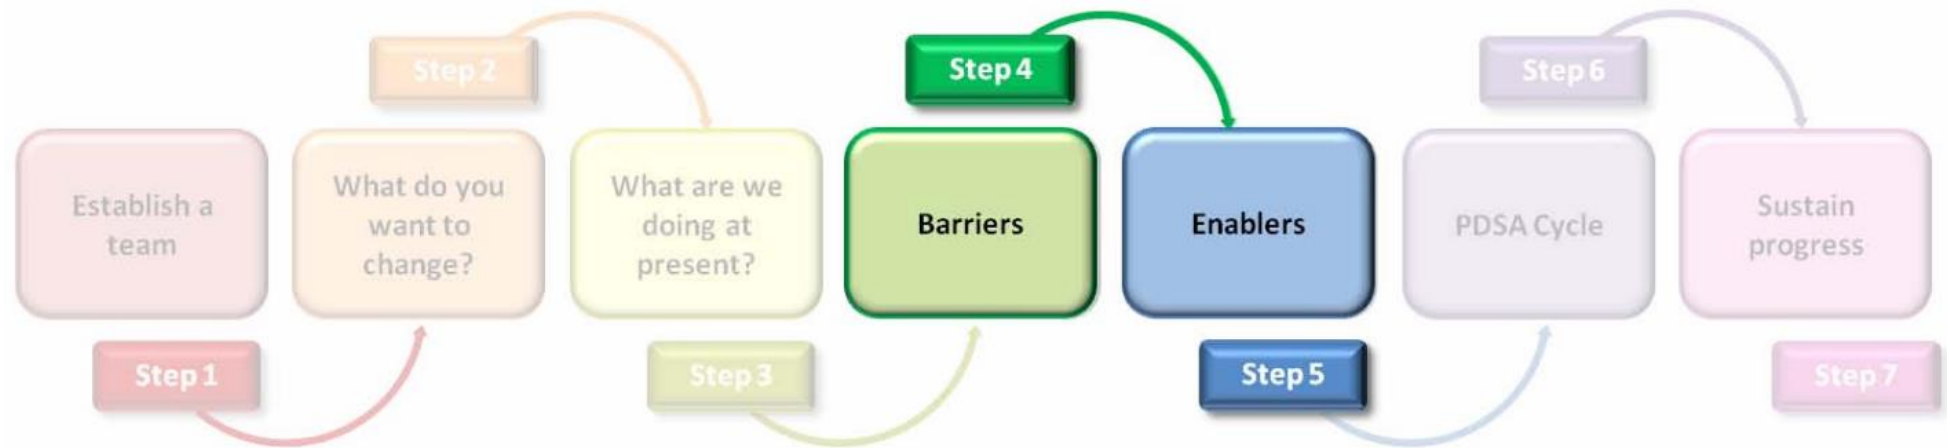 Step 2
Step 4
Step 6
Establish a
team
What do you
want to
change?
What are we
doing at
present?
Barriers
Enablers
PDSA Cycle
Sustain
progress
Step 1
Step 3
Step 5
Step 7